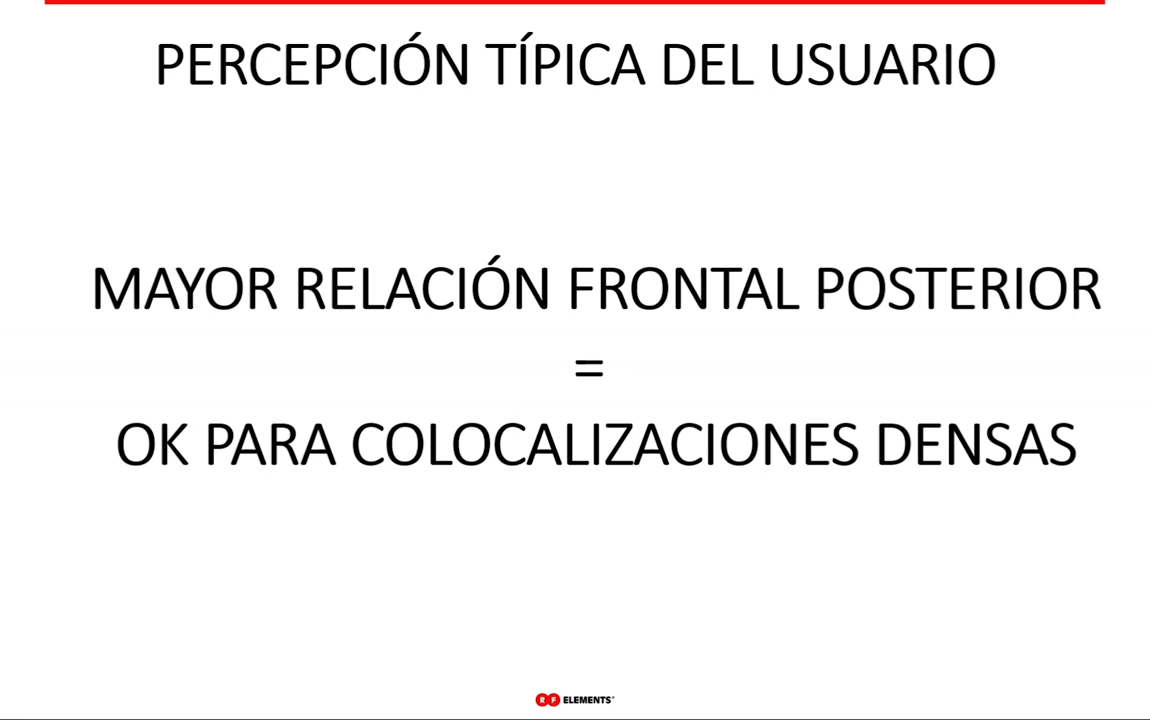 PERCEPCIÓN TÍPICA DEL USUARIO
MAYOR RELACIÓN FRONTAL POSTERIOR
=
OK PARA COLOCALIZACIONES DENSAS
RF ELEMENTS